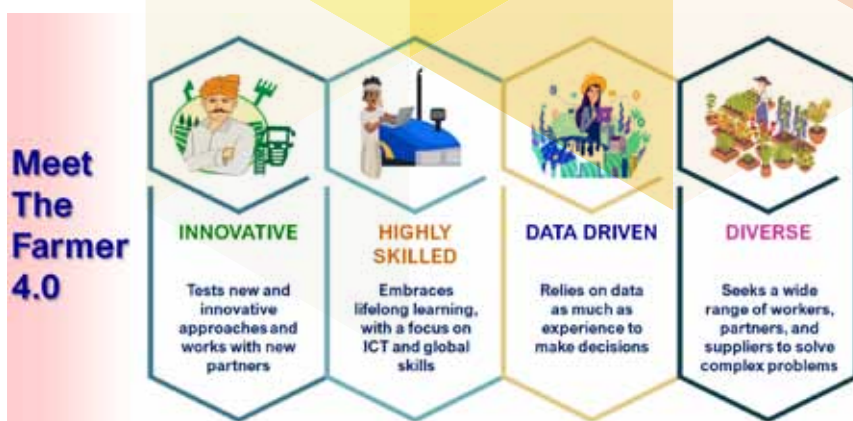 Meet
The
Farmer
4.0
INNOVATIVE
Tests new and
innovative
approaches and
works with new
partners
HIGHLY
SKILLED
Embraces
lifelong learning,
with a focus on
ICT and global
skills
DATA DRIVEN
Relies on data
as much as
experience to
make decisions
DIVERSE
Seeks a wide
range of workers,
partners, and
suppliers to solve
complex problems